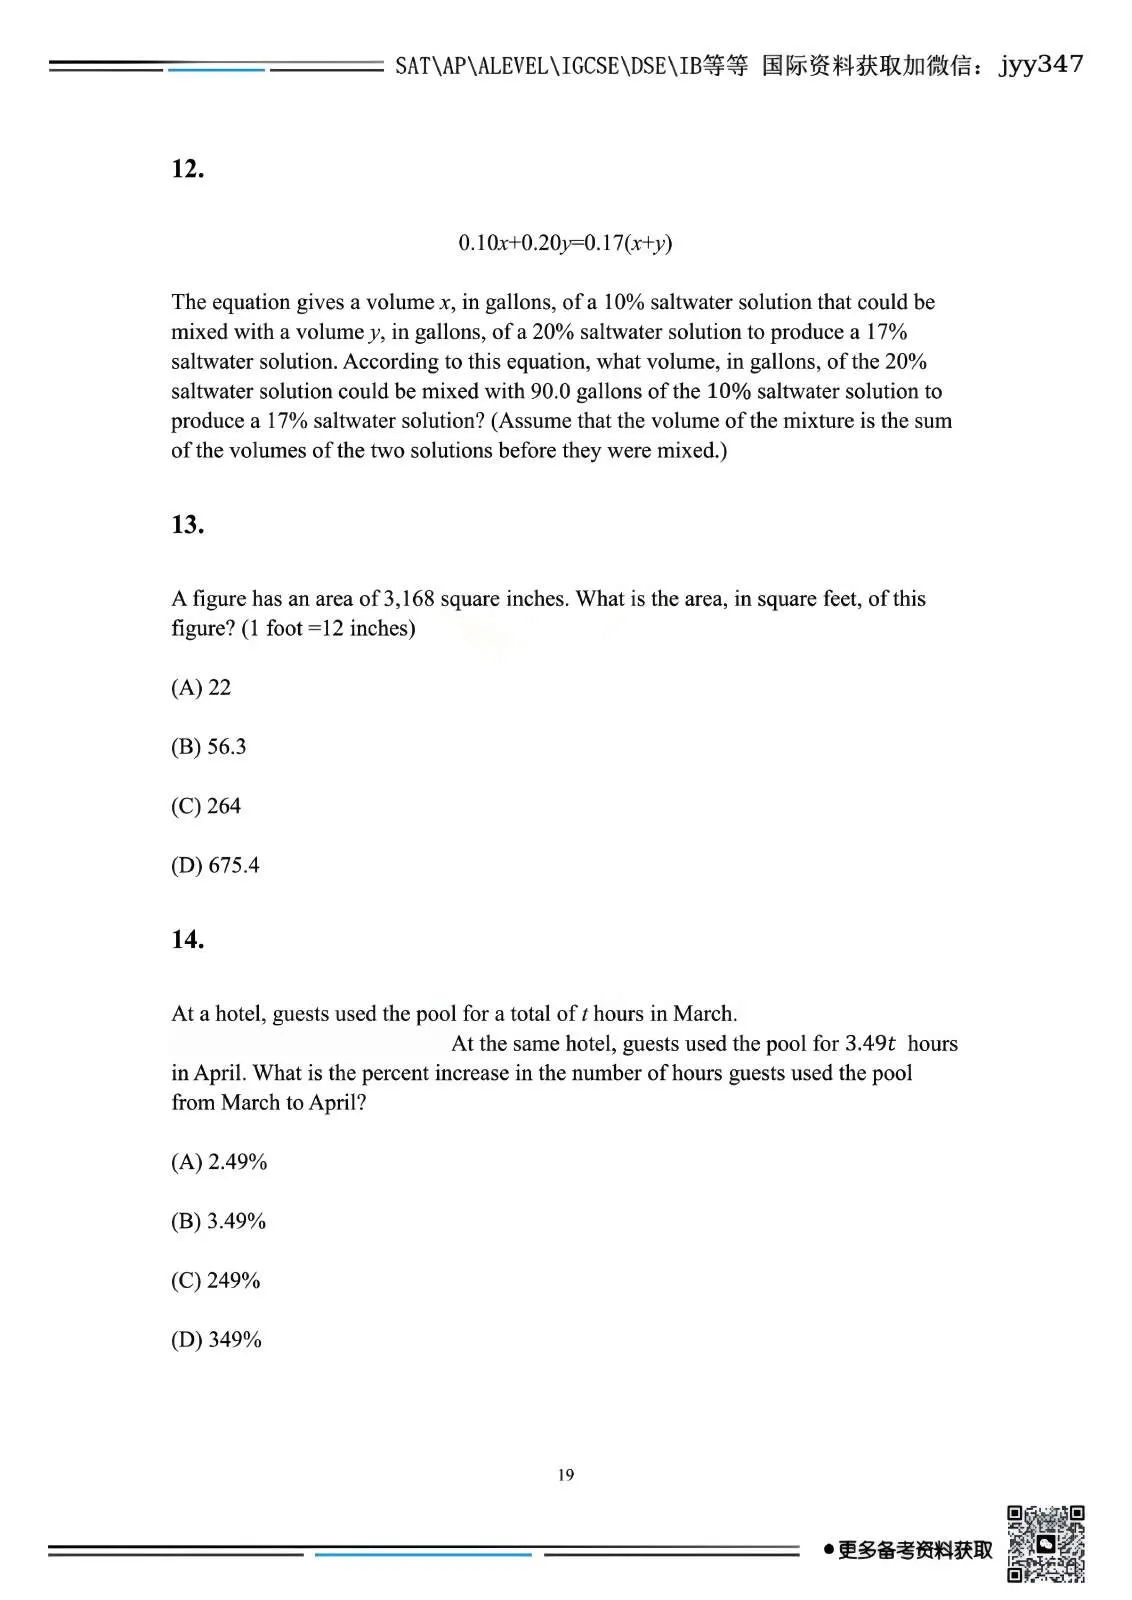 SAT\AP\ALEVEL\IGCSE\DSE\IB等等 国际资料获取加微信： jyy347
12.
0.10x+0.20y=0.17(x+y)
The equation gives a volume x, in gallons, of a 10% saltwater solution that could be
mixed with a volume y, in gallons, of a 20% saltwater solution to produce a 17%
saltwater solution. According to this equation, what volume, in gallons, of the 20%
saltwater solution could be mixed with 90.0 gallons of the 10% saltwater solution to
produce a 17% saltwater solution? (Assume that the volume of the mixture is the sum
of the volumes of the two solutions before they were mixed.)
13.
A figure has an area of 3,168 square inches. What is the area, in square feet, of this
figure? (1 foot =12 inches)
(A) 22
(B) 56.3
(C) 264
(D) 675.4
14.
At a hotel, guests used the pool for a total of t hours in March.
At the same hotel, guests used the pool for 3.49t hours
in April. What is the percent increase in the number of hours guests used the pool
from March to April?
(A) 2.49%
(B) 3.49%
(C) 249%
(D) 349%
19
●更多备考资料获取